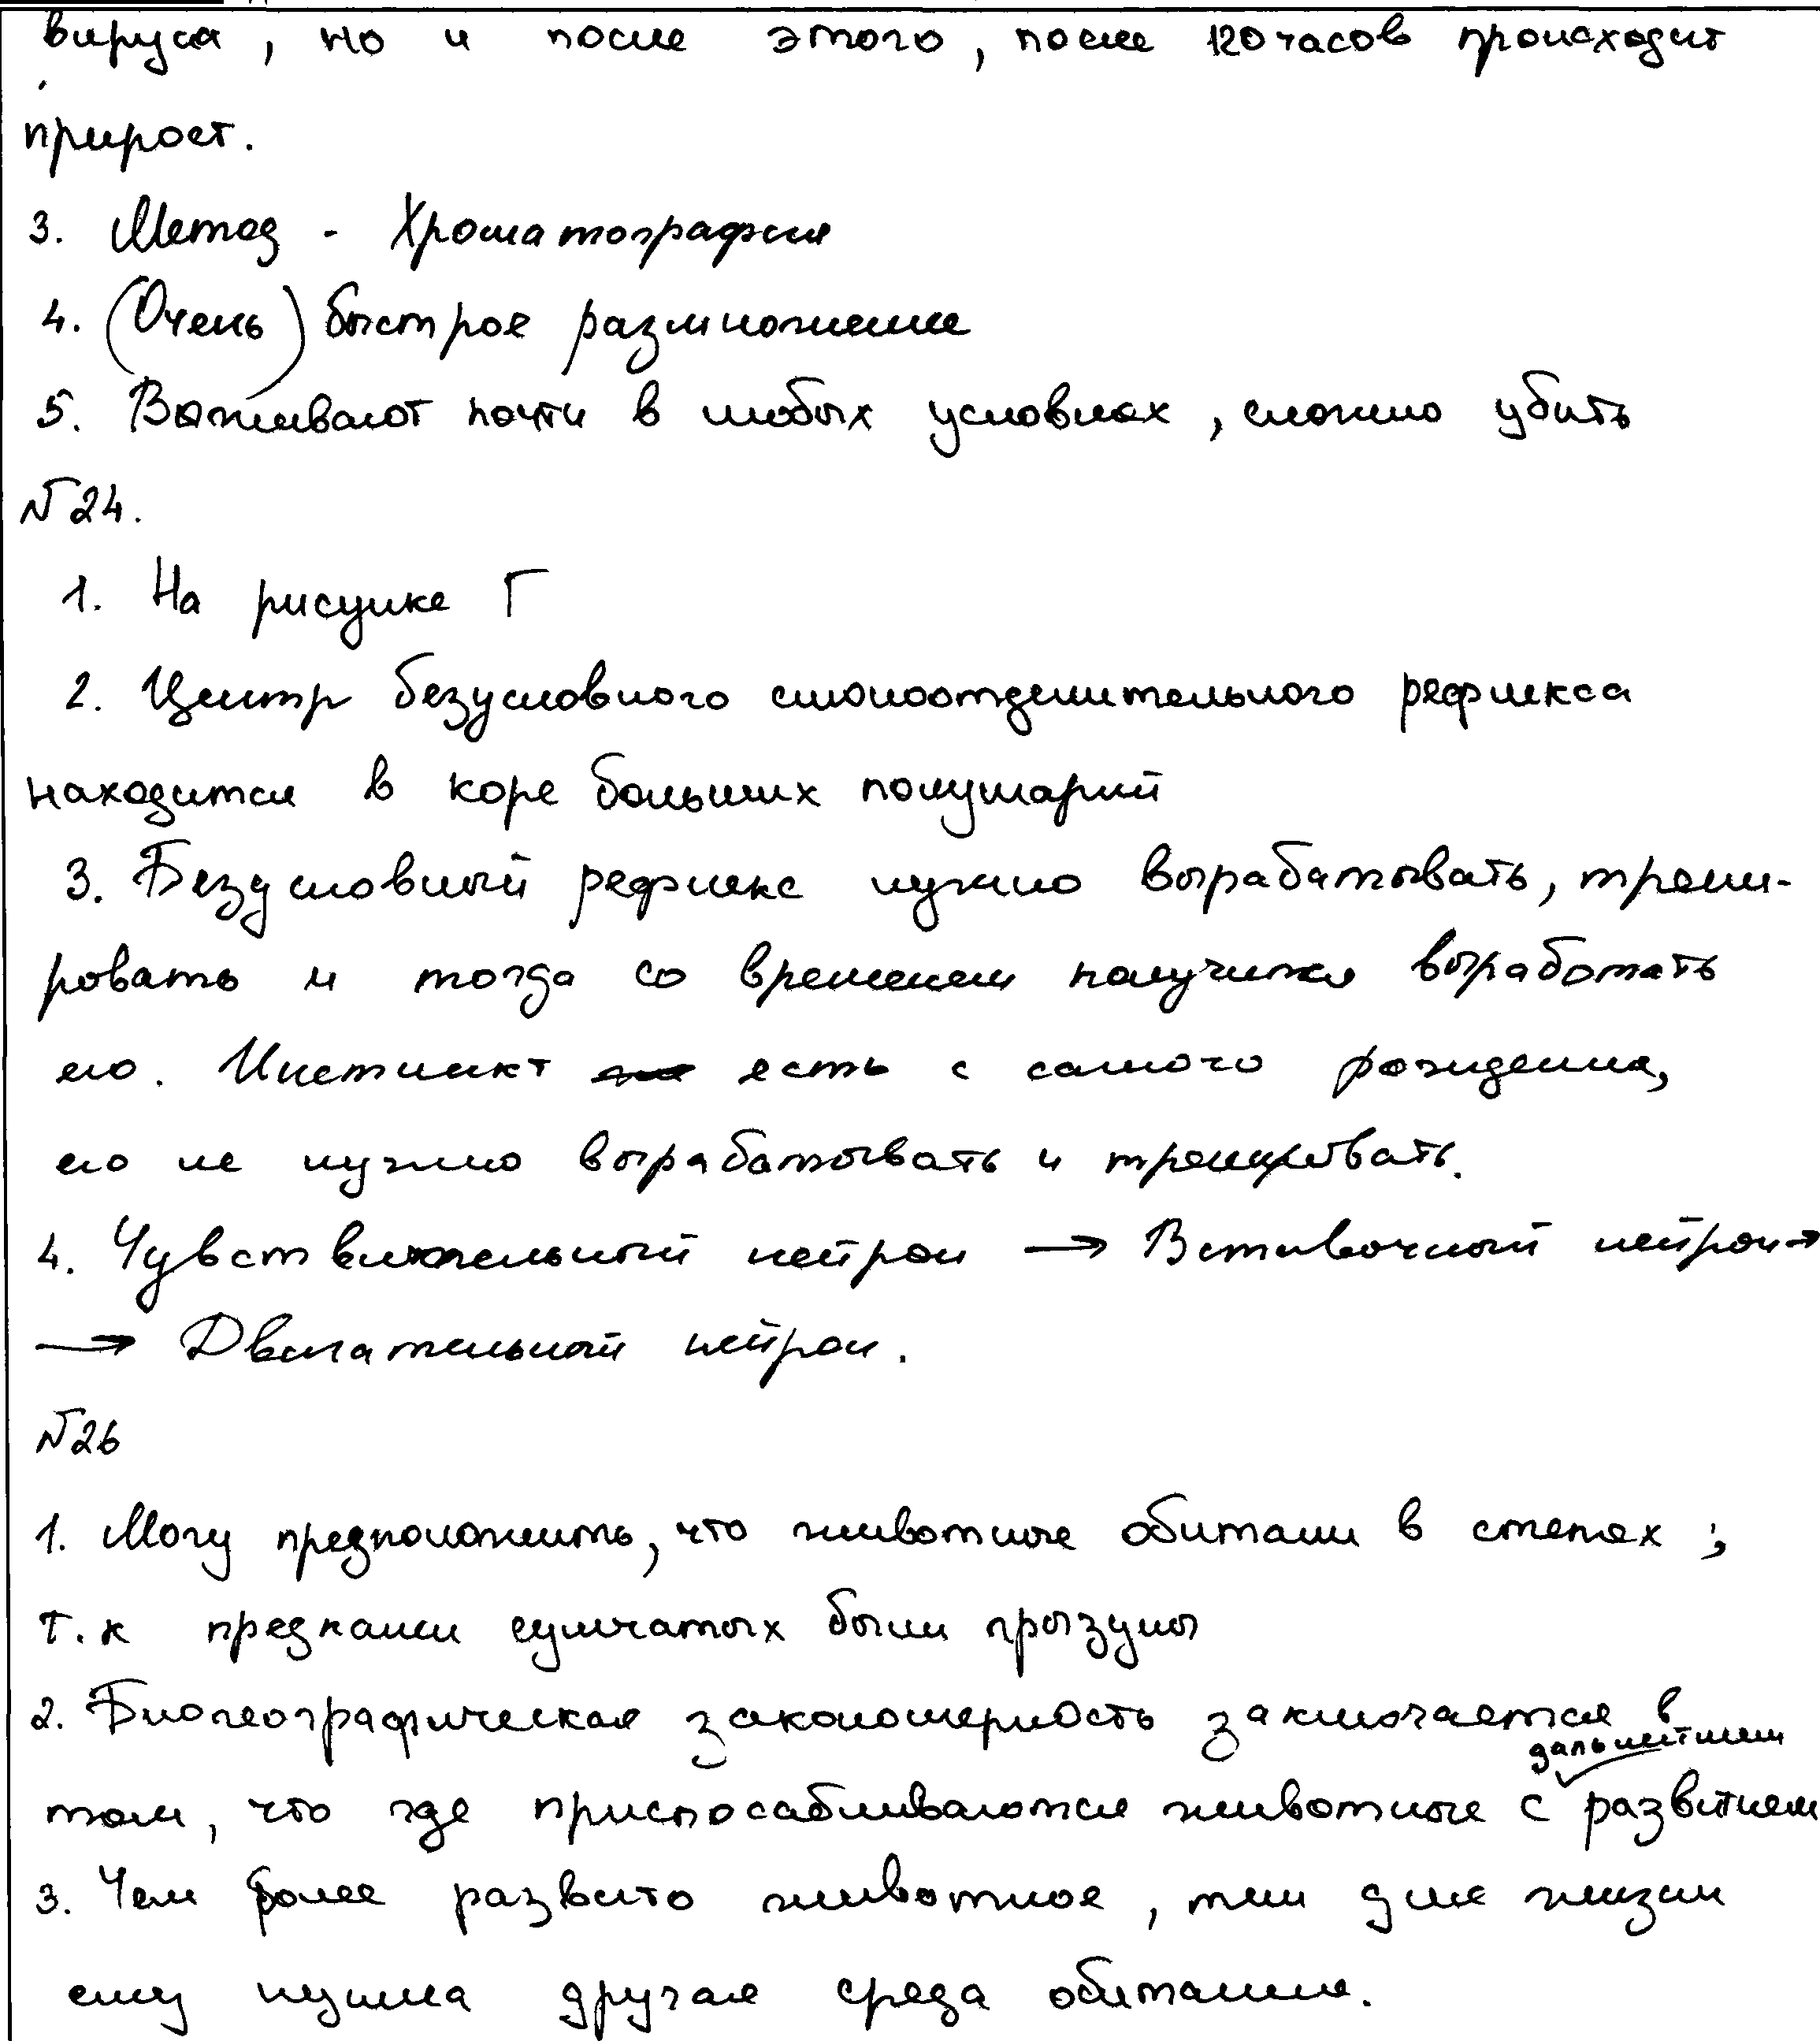 вируса, но и после этого, после 120 часов происходит
прирост.
3. Метод - Хроматография
4. (Очень) быстрое размножение
5. Выживают почти в любых условиях, сложно убить
№24.
1. На рисунке Г
2. Центр безусловного слюноотделительного рефлекса
находится в коре больших полушарий
3. Безусловный рефлекс нужно вырабатывать, трени-
ровать и тогда со временем получится выработать
его. Инстинкт есть с самого рождения,
его не нужно вырабатывать и тренировать.
4. Чувствительный нейрон → Вставочный нейрон →
→ Двигательный нейрон.
№26
1. Могу предположить, что животные обитали в степях;
т.к предками сумчатых были грызуны
2. Биогеографическая закономерность заключается в
том, что где приспосабливаются животные с дальнейшим развитием
3. Чем более развито животное, тем для жизни
ему нужна другая среда обитания.